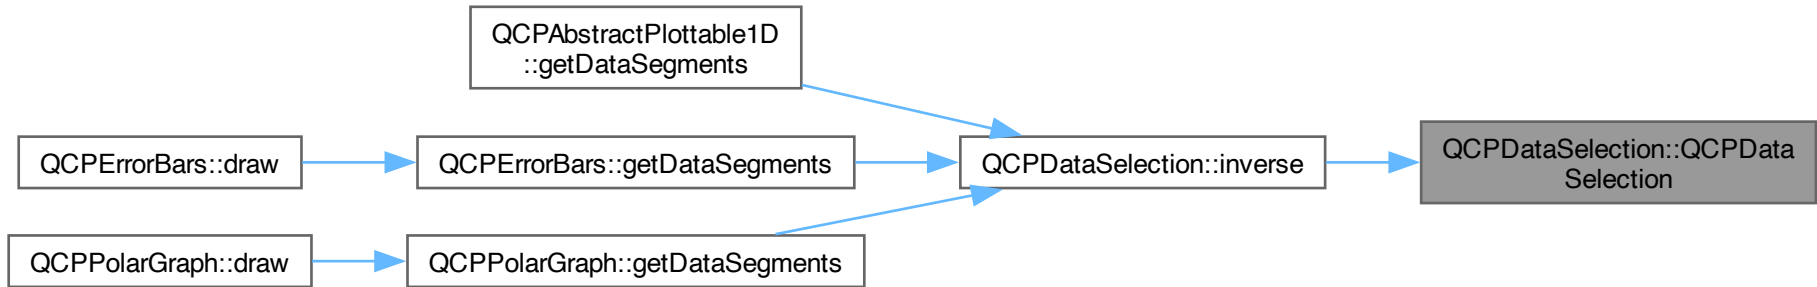 QCPAbstractPlottable1D
::getDataSegments
QCPErrorBars::draw
QCPErrorBars::getDataSegments
QCPDataSelection::inverse
QCPDataSelection::QCPData
Selection
QCPPolarGraph::draw
QCPPolarGraph::getDataSegments